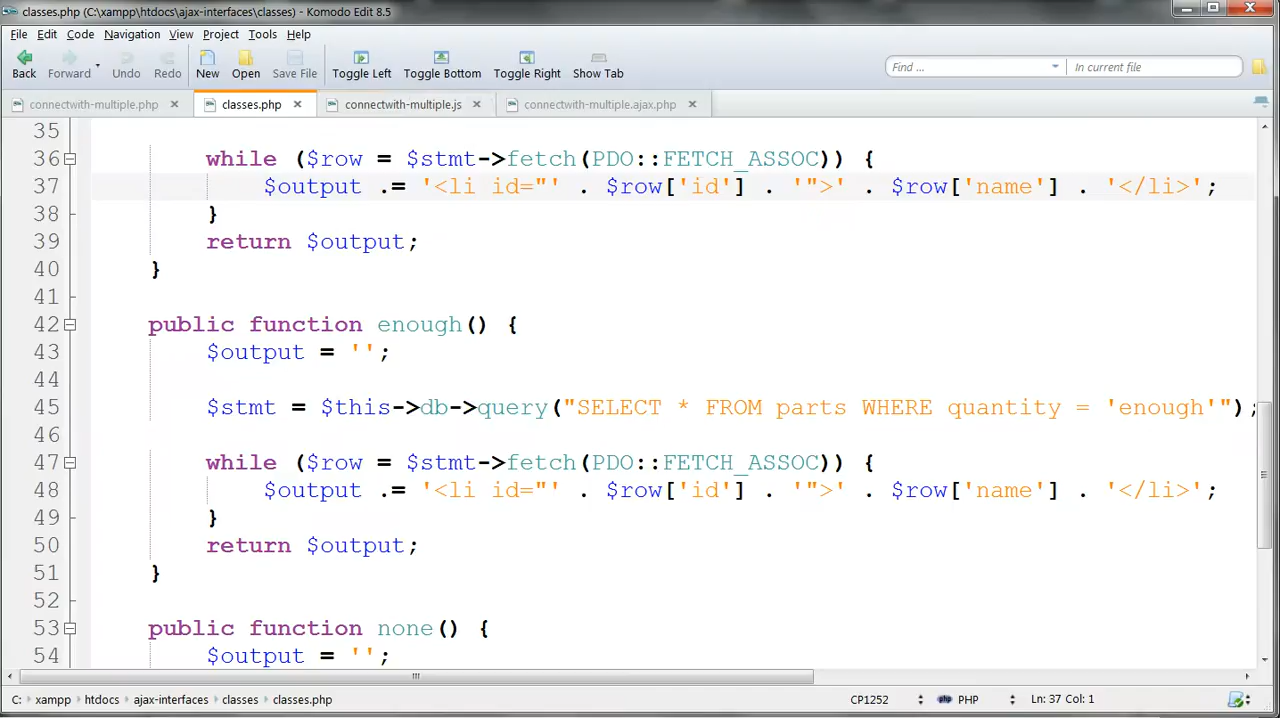 classes.php (C:\xampp\htdocs\ajax-interfaces\classes) - Komodo Edit 8.5
File Edit Code Navigation View Project Tools Help
Back Forward Undo Redo New Open Save File Toggle Left Toggle Bottom Toggle Right Show Tab Find ... In current file
connectwith-multiple.php classes.php connectwith-multiple.js connectwith-multiple.ajax.php
35
36 while ($row = $stmt->fetch(PDO::FETCH_ASSOC)) {
37 $output .= '<li id="' . $row['id'] . '">' . $row['name'] . '</li>';
38 }
39 return $output;
40 }
41
42 public function enough() {
43 $output = '';
44
45 $stmt = $this->db->query("SELECT * FROM parts WHERE quantity = 'enough'");
46
47 while ($row = $stmt->fetch(PDO::FETCH_ASSOC)) {
48 $output .= '<li id="' . $row['id'] . '">' . $row['name'] . '</li>';
49 }
50 return $output;
51 }
52
53 public function none() {
54 $output = '';
C: xampp htdocs ajax-interfaces classes classes.php CP1252 PHP Ln: 37 Col: 1